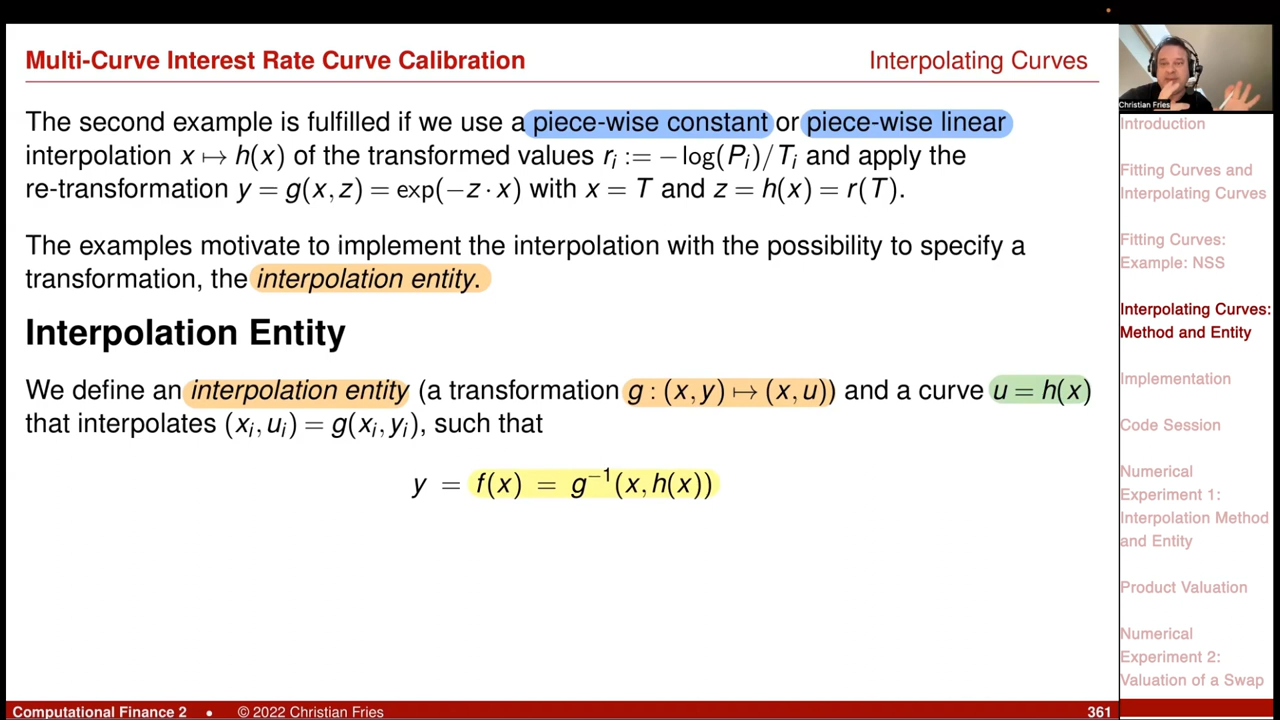 Multi-Curve Interest Rate Curve Calibration
Interpolating Curves
The second example is fulfilled if we use a piece-wise constant or piece-wise linear
interpolation x ↦ h(x) of the transformed values rᵢ := − log(Pᵢ)/Tᵢ and apply the
re-transformation y = g(x, z) = exp(−z · x) with x = T and z = h(x) = r(T).
The examples motivate to implement the interpolation with the possibility to specify a
transformation, the interpolation entity.
Interpolation Entity
We define an interpolation entity (a transformation g : (x, y) ↦ (x, u)) and a curve u = h(x)
that interpolates (xᵢ, uᵢ) = g(xᵢ, yᵢ), such that
y = f(x) = g⁻¹(x, h(x))
Christian Fries
Introduction
Fitting Curves and
Interpolating Curves
Fitting Curves:
Example: NSS
Interpolating Curves:
Method and Entity
Implementation
Code Session
Numerical
Experiment 1:
Interpolation Method
and Entity
Product Valuation
Numerical
Experiment 2:
Valuation of a Swap
Computational Finance 2 • © 2022 Christian Fries 361